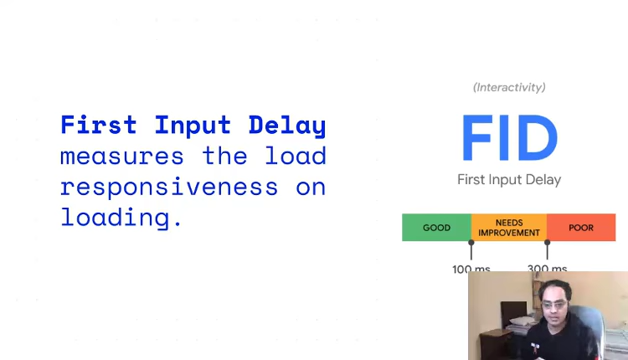 First Input Delay
measures the load
responsiveness on
loading.
(Interactivity)
FID
First Input Delay
GOOD
NEEDS
IMPROVEMENT
POOR
100 ms
300 ms